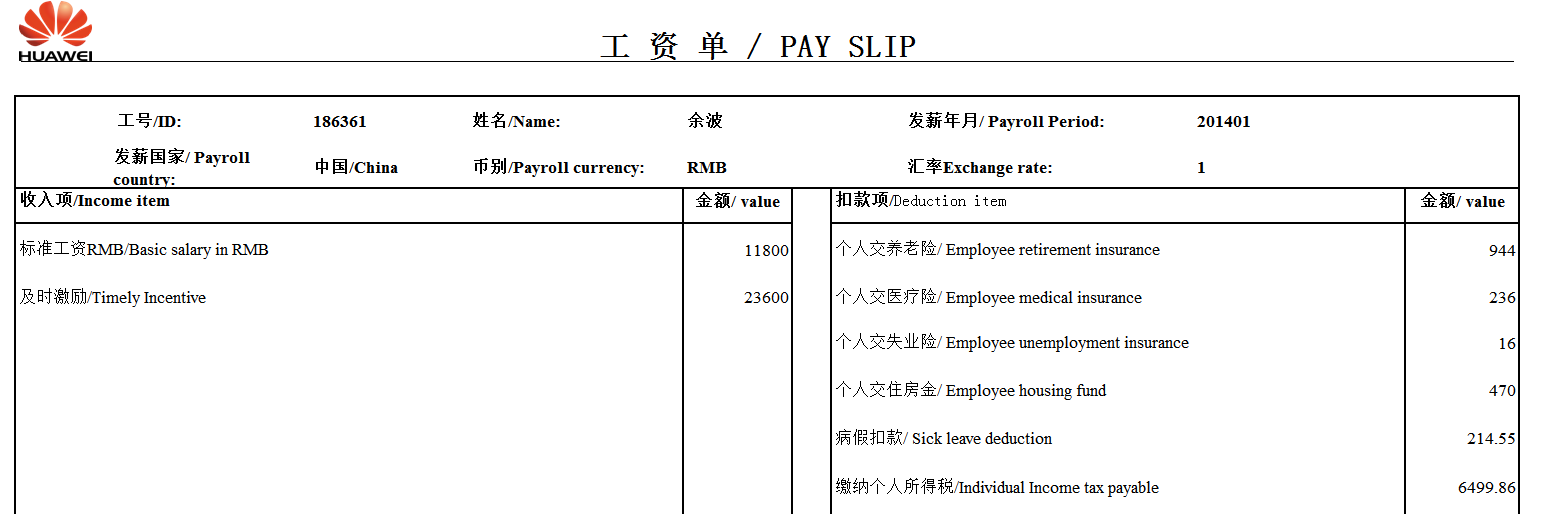 HUAWEI
工 资 单 / PAY SLIP
工号/ID: 186361 姓名/Name: 余波 发薪年月/ Payroll Period: 201401
发薪国家/ Payroll
country: 中国/China 币别/Payroll currency: RMB 汇率Exchange rate: 1
收入项/Income item 金额/ value 扣款项/Deduction item 金额/ value
标准工资RMB/Basic salary in RMB 11800 个人交养老险/ Employee retirement insurance 944
及时激励/Timely Incentive 23600 个人交医疗险/ Employee medical insurance 236
个人交失业险/ Employee unemployment insurance 16
个人交住房金/ Employee housing fund 470
病假扣款/ Sick leave deduction 214.55
缴纳个人所得税/Individual Income tax payable 6499.86